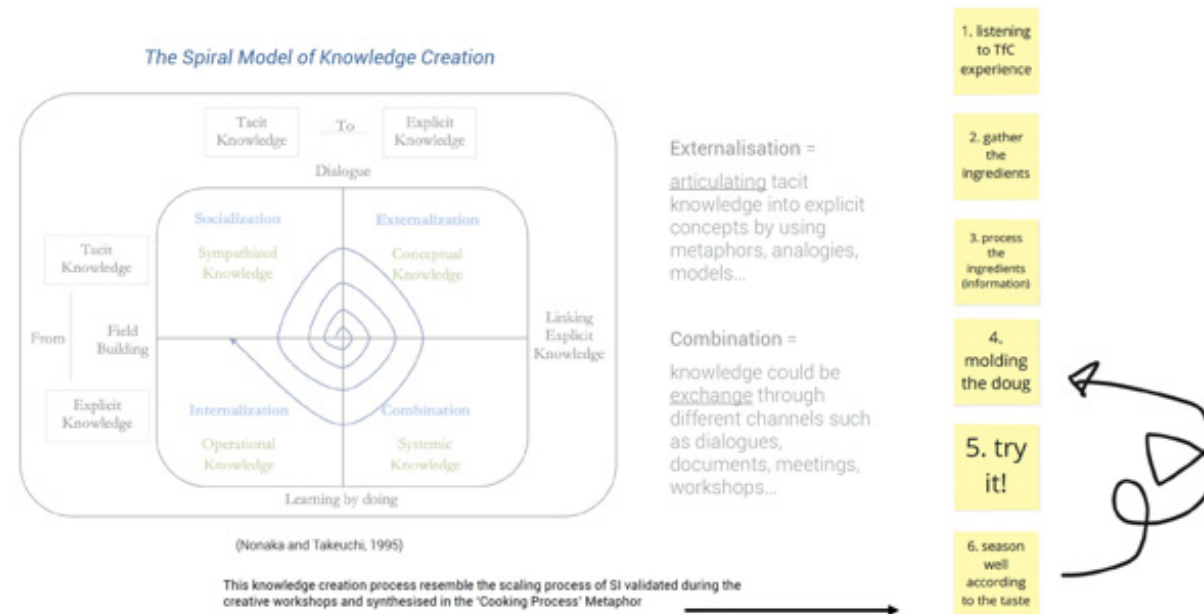 The Spiral Model of Knowledge Creation
Tacit
Knowledge
To
Explicit
Knowledge
Dialogue
Socialization
Externalization
Sympathized
Knowledge
Conceptual
Knowledge
Tacit
Knowledge
From
Field
Building
Explicit
Knowledge
Linking
Explicit
Knowledge
Internalization
Combination
Operational
Knowledge
Systemic
Knowledge
Learning by doing
(Nonaka and Takeuchi, 1995)
This knowledge creation process resemble the scaling process of SI validated during the
creative workshops and synthesised in the 'Cooking Process' Metaphor
Externalisation =
articulating tacit
knowledge into explicit
concepts by using
metaphors, analogies,
models...
Combination =
knowledge could be
exchange through
different channels such
as dialogues,
documents, meetings,
workshops...
1. listening
to TfC
experience
2. gather
the
ingredients
3. process
the
ingredients
(information)
4.
molding
the doug
5. try
it!
6. season
well
according
to the taste